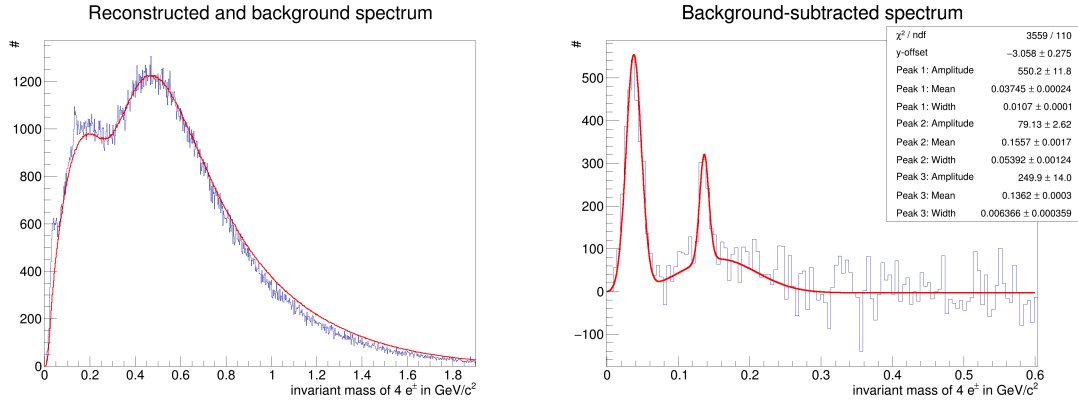 Reconstructed and background spectrum
#
1200
1000
800
600
400
200
0
0 0.2 0.4 0.6 0.8 1 1.2 1.4 1.6 1.8
invariant mass of 4 e± in GeV/c²
Background-subtracted spectrum
#
χ² / ndf 3559 / 110
y-offset −3.058 ± 0.275
Peak 1: Amplitude 550.2 ± 11.8
Peak 1: Mean 0.03745 ± 0.00024
Peak 1: Width 0.0107 ± 0.0001
Peak 2: Amplitude 79.13 ± 2.62
Peak 2: Mean 0.1557 ± 0.0017
Peak 2: Width 0.05392 ± 0.00124
Peak 3: Amplitude 249.9 ± 14.0
Peak 3: Mean 0.1362 ± 0.0003
Peak 3: Width 0.006366 ± 0.000359
500
400
300
200
100
0
−100
0 0.1 0.2 0.3 0.4 0.5 0.6
invariant mass of 4 e± in GeV/c²